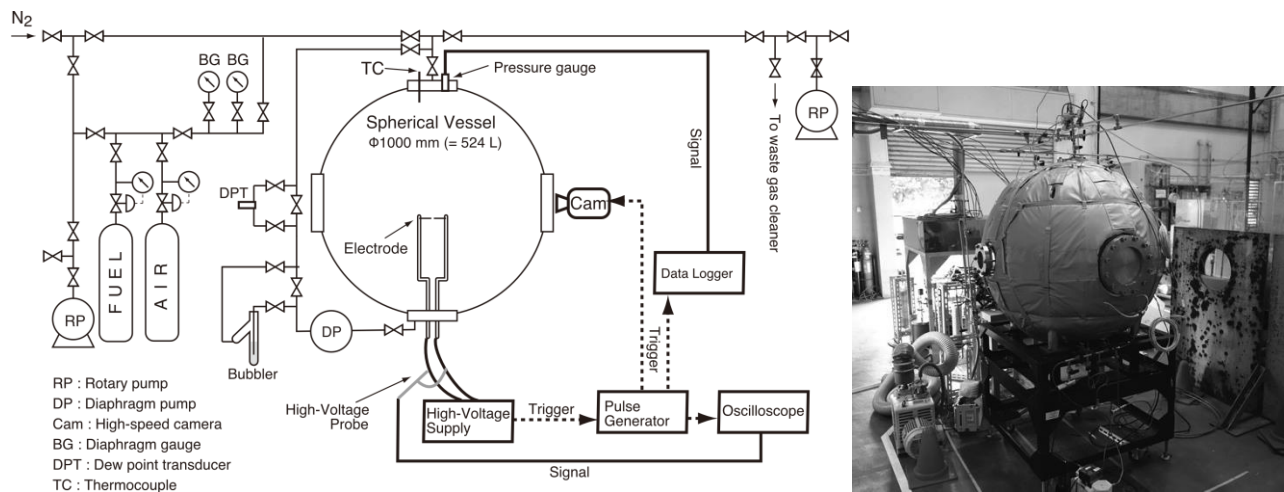 N2
BG BG
TC
Pressure gauge
RP
Spherical Vessel
Φ1000 mm (= 524 L)
Signal
To waste gas cleaner
DPT
Cam
Electrode
FUEL
AIR
Data Logger
RP
DP
Trigger
Bubbler
RP : Rotary pump
DP : Diaphragm pump
Cam : High-speed camera
BG : Diaphragm gauge
DPT : Dew point transducer
TC : Thermocouple
High-Voltage
Probe
High-Voltage
Supply
Trigger
Pulse
Generator
Oscilloscope
Signal